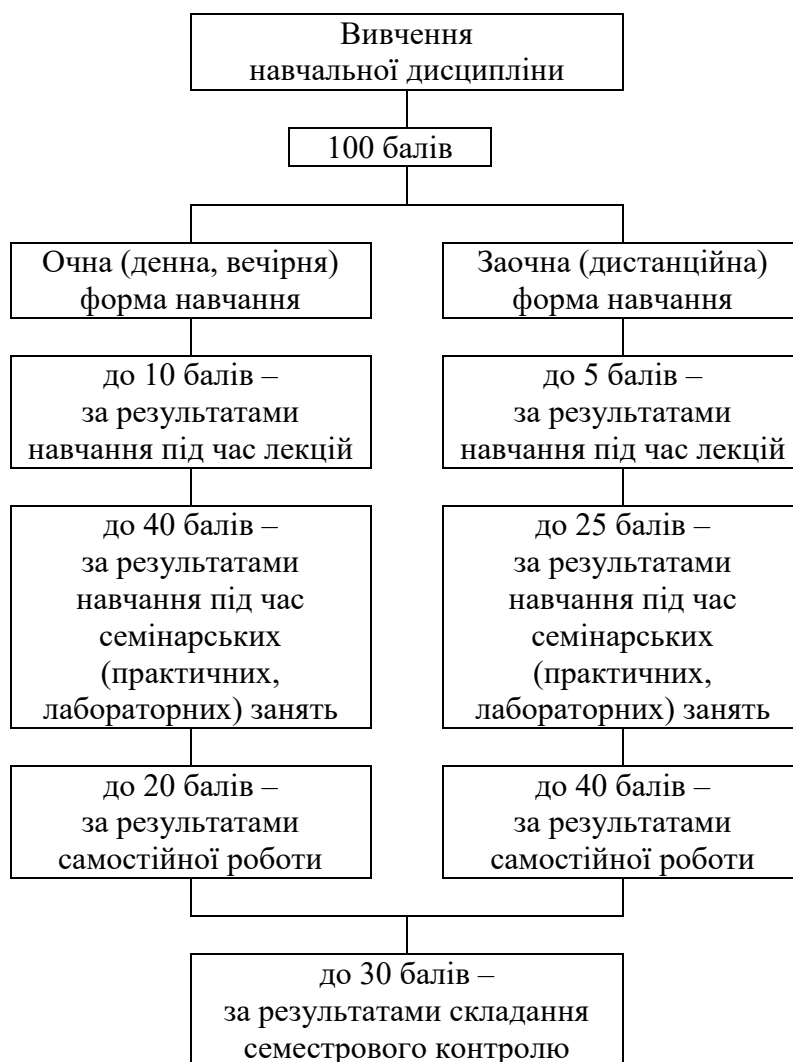 Вивчення
навчальної дисципліни
100 балів
Очна (денна, вечірня)
форма навчання
до 10 балів –
за результатами
навчання під час лекцій
до 40 балів –
за результатами
навчання під час
семінарських
(практичних,
лабораторних) занять
до 20 балів –
за результатами
самостійної роботи
Заочна (дистанційна)
форма навчання
до 5 балів –
за результатами
навчання під час лекцій
до 25 балів –
за результатами
навчання під час
семінарських
(практичних,
лабораторних) занять
до 40 балів –
за результатами
самостійної роботи
до 30 балів –
за результатами складання
семестрового контролю